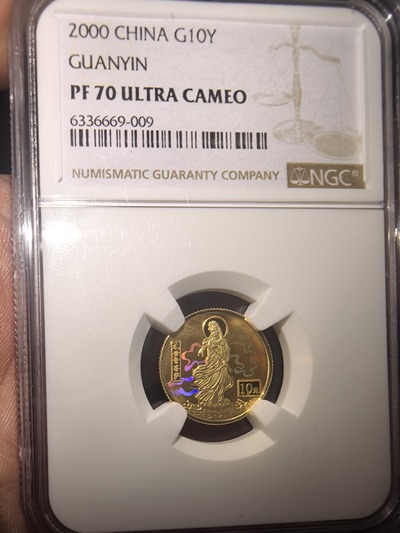 2000 CHINA G10Y
GUANYIN
PF 70 ULTRA CAMEO
6336669-009
NUMISMATIC GUARANTY COMPANY
NGC®
10元